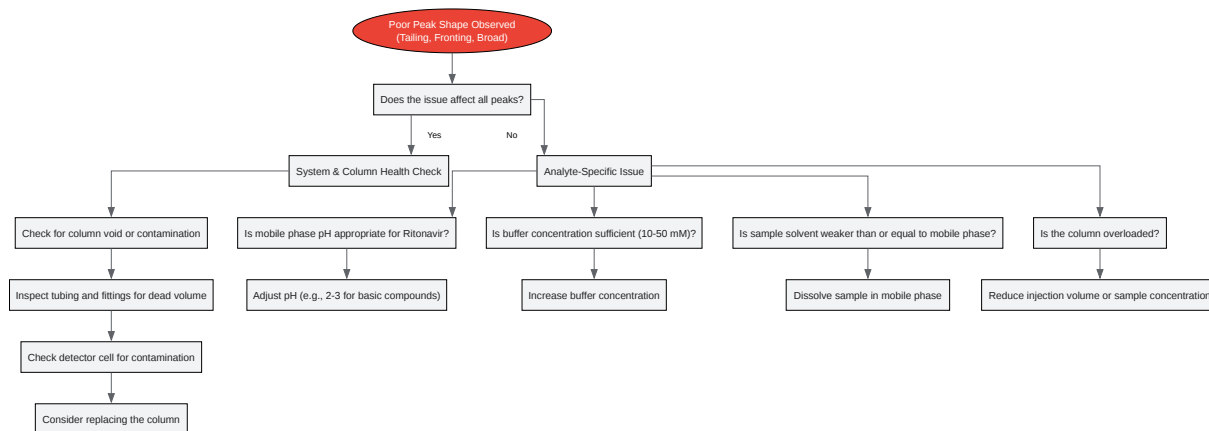 Poor Peak Shape Observed
(Tailing, Fronting, Broad)
Does the issue affect all peaks?
Yes
No
System & Column Health Check
Analyte-Specific Issue
Check for column void or contamination
Is mobile phase pH appropriate for Ritonavir?
Is buffer concentration sufficient (10-50 mM)?
Is sample solvent weaker than or equal to mobile phase?
Is the column overloaded?
Inspect tubing and fittings for dead volume
Adjust pH (e.g., 2-3 for basic compounds)
Increase buffer concentration
Dissolve sample in mobile phase
Reduce injection volume or sample concentration
Check detector cell for contamination
Consider replacing the column